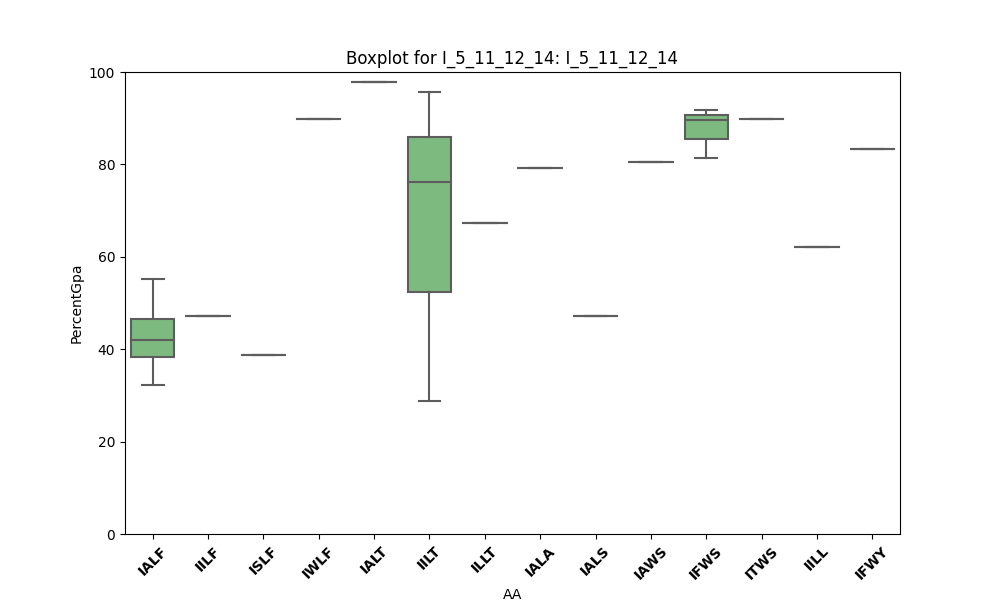 Boxplot for I_5_11_12_14: I_5_11_12_14
100
80
60
40
20
0
PercentGpa
IALF
IILF
ISLF
IWLF
IALT
IILT
ILLT
IALA
IALS
IAWS
IFWS
ITWS
IILL
IFWY
AA